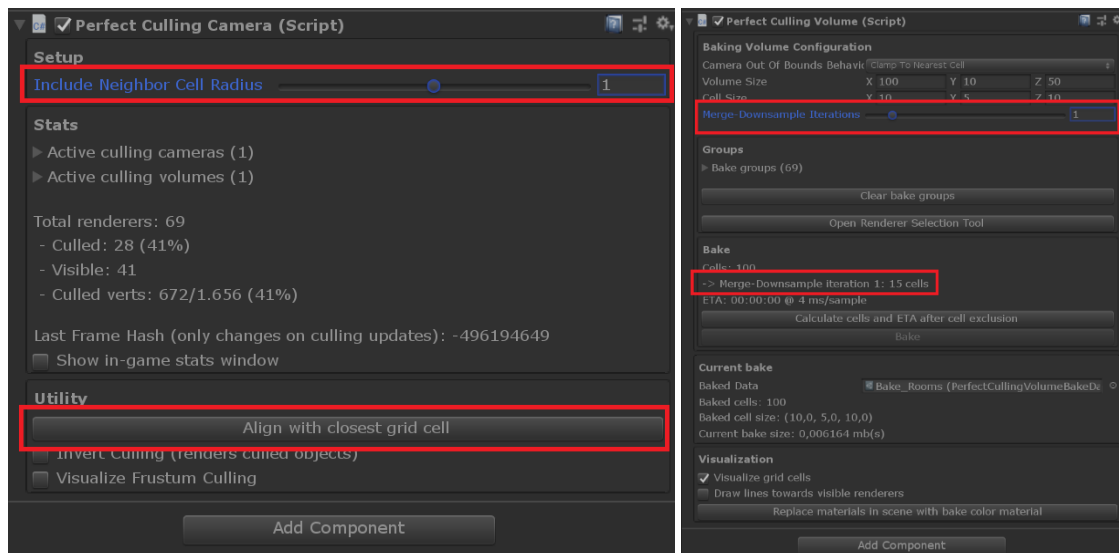 Perfect Culling Camera (Script)
Setup
Include Neighbor Cell Radius 1
Stats
Active culling cameras (1)
Active culling volumes (1)
Total renderers: 69
- Culled: 28 (41%)
- Visible: 41
- Culled verts: 672/1.656 (41%)
Last Frame Hash (only changes on culling updates): -496194649
Show in-game stats window
Utility
Align with closest grid cell
Invert Culling (renders culled objects)
Visualize Frustum Culling
Add Component
Perfect Culling Volume (Script)
Baking Volume Configuration
Camera Out Of Bounds Behavic Clamp To Nearest Cell
Volume Size X 100 Y 10 Z 50
Cell Size X 10 Y 5 Z 10
Merge-Downsample Iterations 1
Groups
Bake groups (69)
Clear bake groups
Open Renderer Selection Tool
Bake
Cells: 100
-> Merge-Downsample iteration 1: 15 cells
ETA: 00:00:00 @ 4 ms/sample
Calculate cells and ETA after cell exclusion
Bake
Current bake
Baked Data Bake_Rooms (PerfectCullingVolumeBakeDa
Baked cells: 100
Baked cell size: (10,0, 5,0, 10,0)
Current bake size: 0,006164 mb(s)
Visualization
Visualize grid cells
Draw lines towards visible renderers
Replace materials in scene with bake color material
Add Component